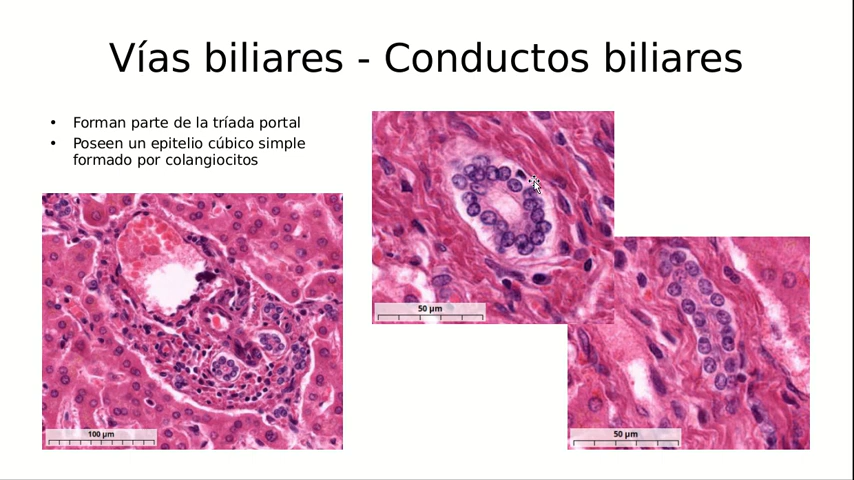 Vías biliares - Conductos biliares
• Forman parte de la tríada portal
• Poseen un epitelio cúbico simple
formado por colangiocitos
50 µm
100 µm
50 µm